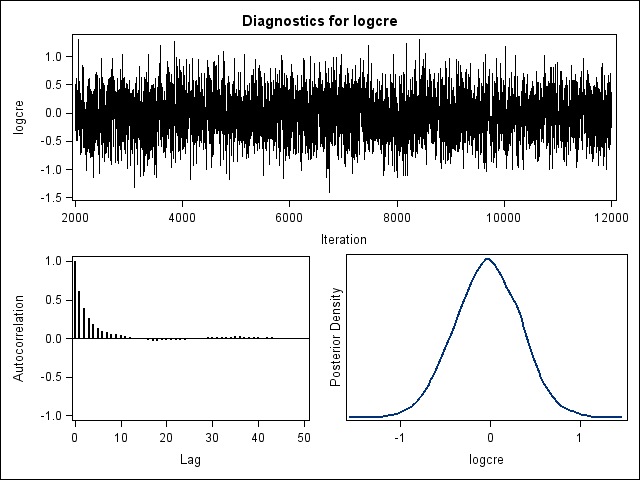 Diagnostics for logcre
logcre
1.0
0.5
0.0
-0.5
-1.0
-1.5
2000 4000 6000 8000 10000 12000
Iteration
Autocorrelation
1.0
0.5
0.0
-0.5
-1.0
0 10 20 30 40 50
Lag
Posterior Density
-1 0 1
logcre